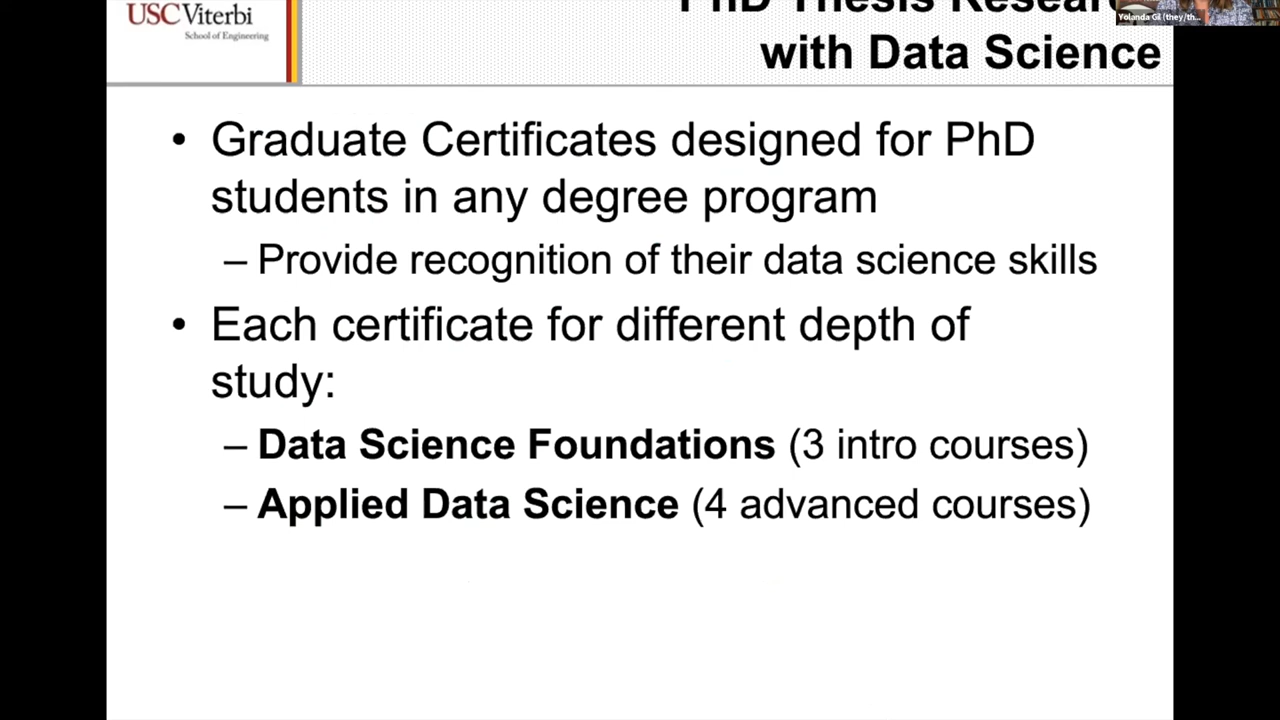 USC Viterbi
School of Engineering
PhD Thesis Resear
with Data Science
Yolanda Gil (they/th...
• Graduate Certificates designed for PhD
students in any degree program
– Provide recognition of their data science skills
• Each certificate for different depth of
study:
– Data Science Foundations (3 intro courses)
– Applied Data Science (4 advanced courses)